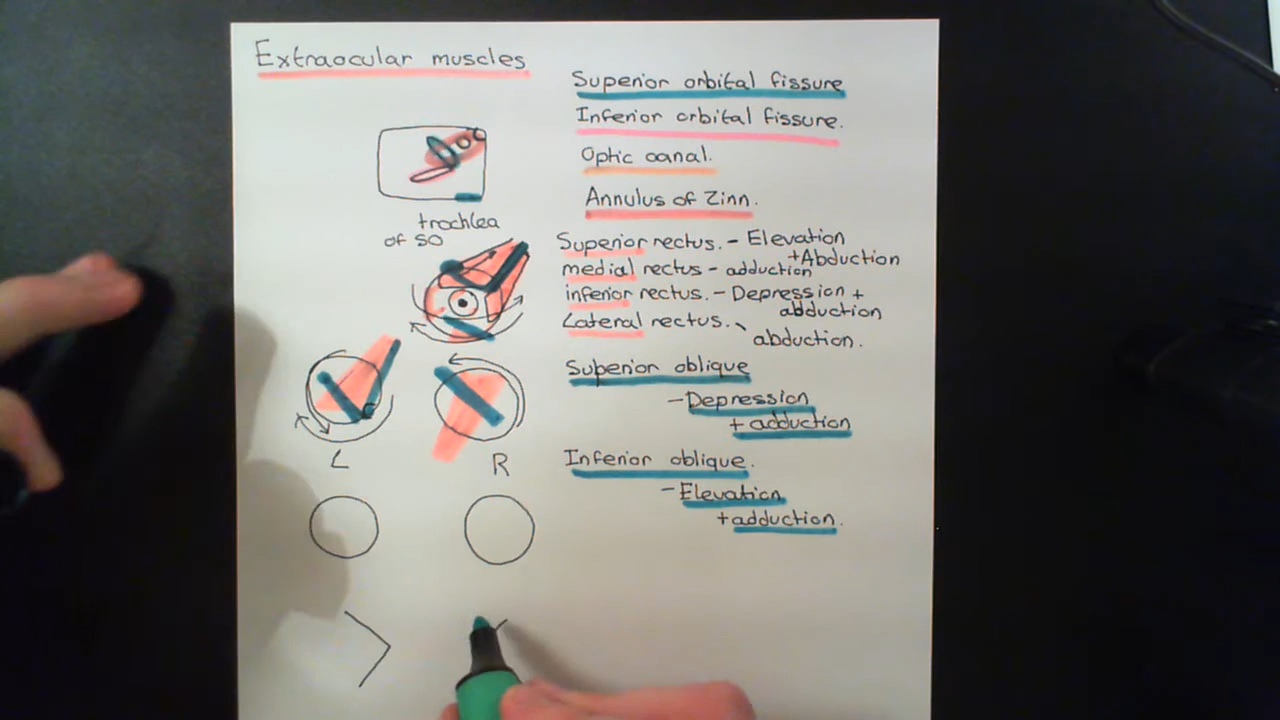 Extraocular muscles
Superior orbital fissure
Inferior orbital fissure.
Optic canal.
Annulus of Zinn.
trochlea
of SO
Superior rectus. - Elevation
+Abduction
medial rectus - adduction
inferior rectus. - Depression +
adduction
Lateral rectus.
abduction.
Superior oblique
- Depression
+ adduction
Inferior oblique.
- Elevation
+ adduction.
L R